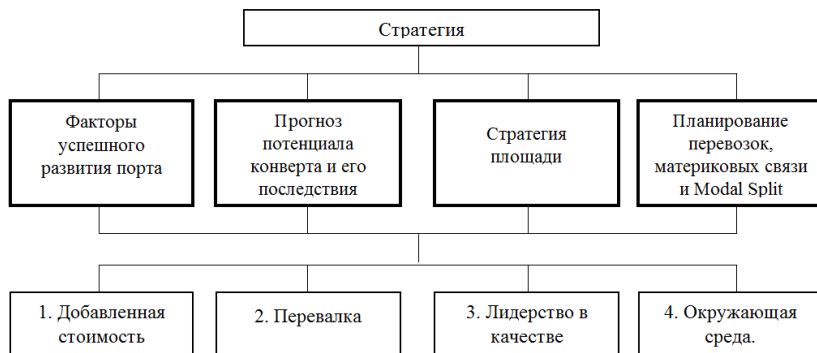 Стратегия
Факторы
успешного
развития порта
Прогноз
потенциала
конверта и его
последствия
Стратегия
площади
Планирование
перевозок,
материковых связи
и Modal Split
1. Добавленная
стоимость
2. Перевалка
3. Лидерство в
качестве
4. Окружающая
среда.